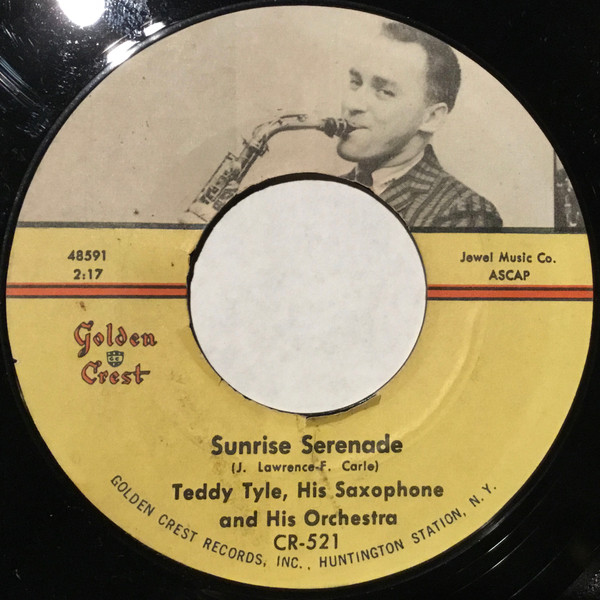 48591
2:17
Jewel Music Co.
ASCAP
Golden
GC
Crest
Sunrise Serenade
(J. Lawrence-F. Carle)
Teddy Tyle, His Saxophone
and His Orchestra
CR-521
GOLDEN CREST RECORDS, INC., HUNTINGTON STATION, N. Y.